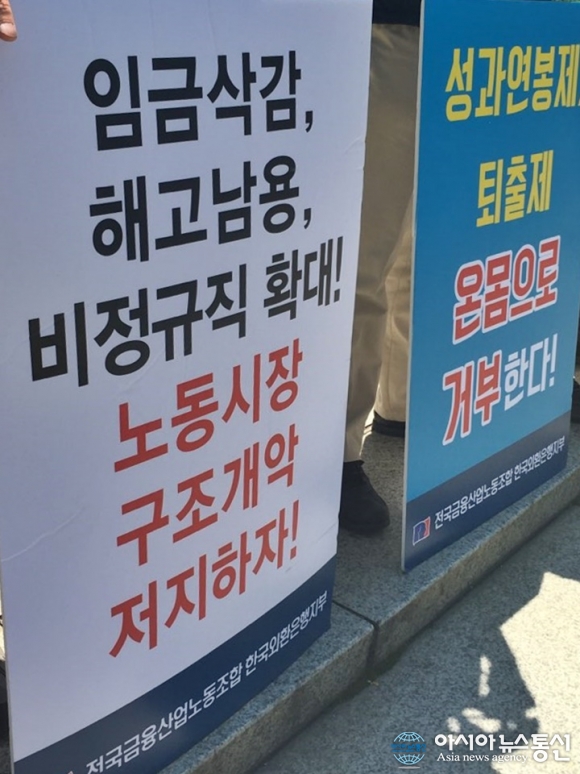 임금삭감,
해고남용,
비정규직 확대!
노동시장
구조개악
저지하자!
전국금융산업노동조합 한국외환은행지부
성과연봉제,
퇴출제
온몸으로
거부한다!
전국금융산업노동조합 한국외환은행지부
아시아뉴스통신
Asia news agency